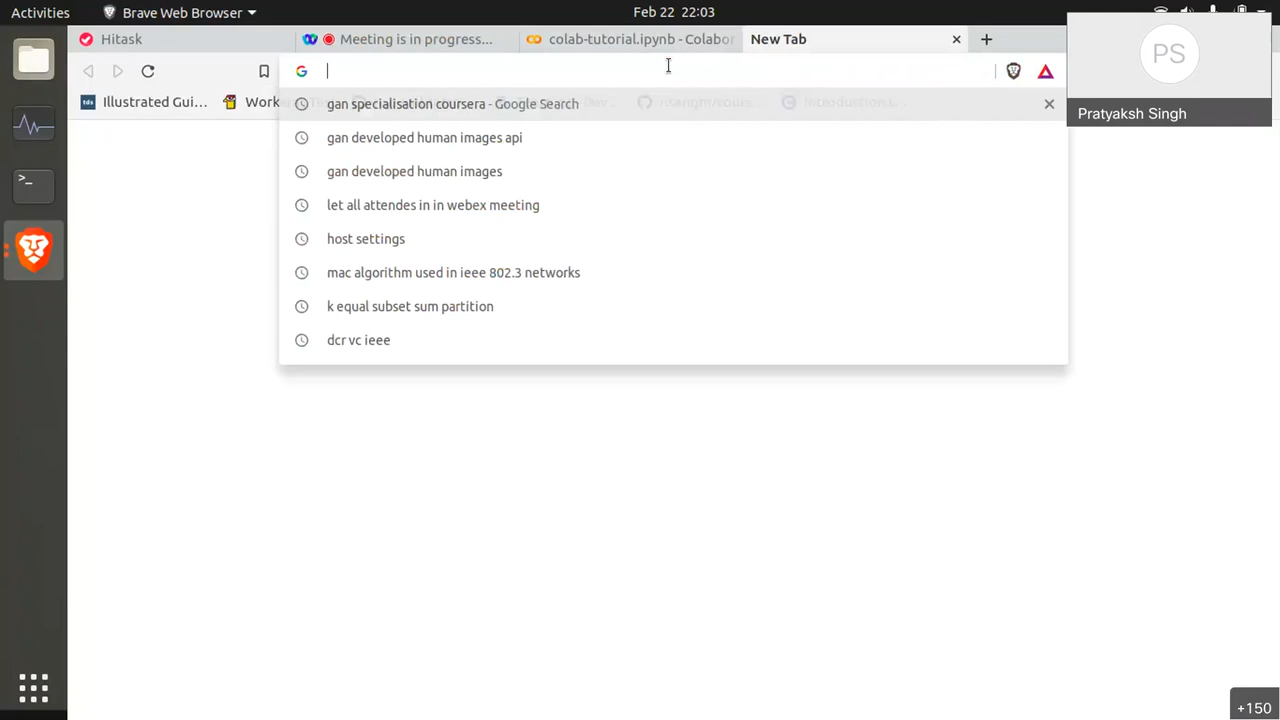 Activities
Brave Web Browser
Feb 22 22:03
Hitask
Meeting is in progress...
colab-tutorial.ipynb - Colabor
New Tab
PS
Pratyaksh Singh
Illustrated Gui...
Work
gan specialisation coursera - Google Search
gan developed human images api
gan developed human images
let all attendes in in webex meeting
host settings
mac algorithm used in ieee 802.3 networks
k equal subset sum partition
dcr vc ieee
+150